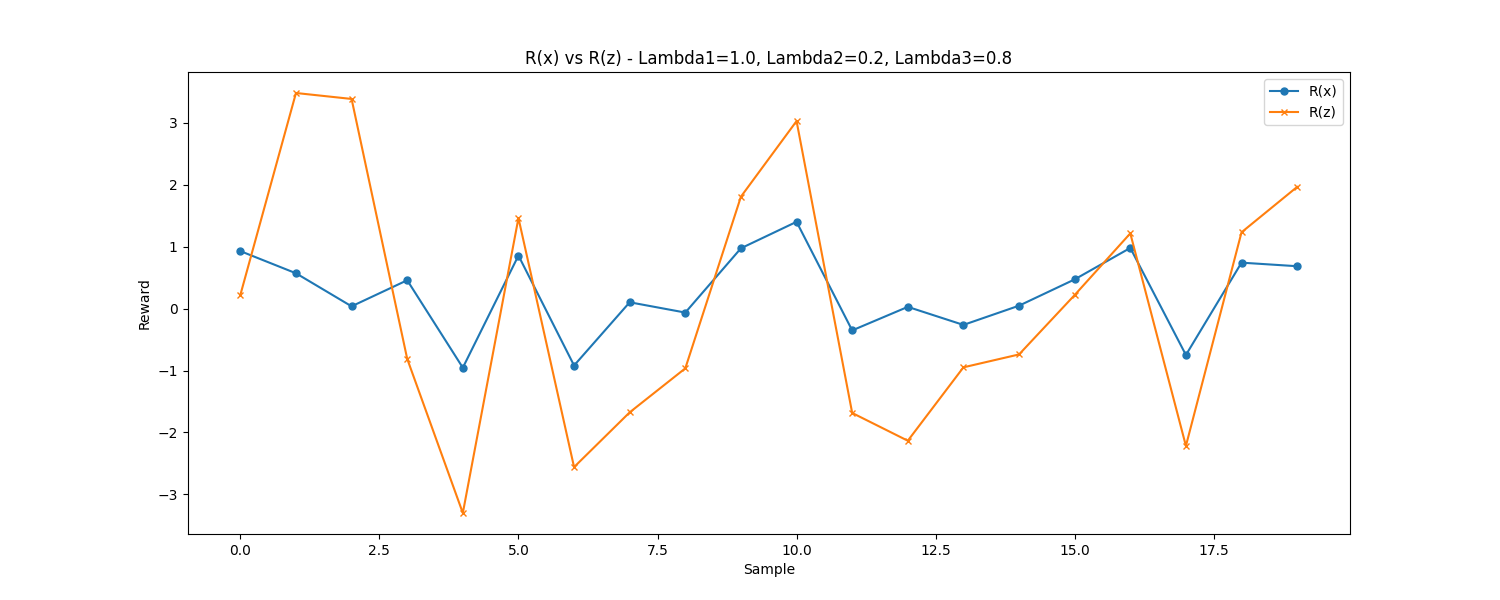 R(x) vs R(z) - Lambda1=1.0, Lambda2=0.2, Lambda3=0.8
R(x)
R(z)
3
2
1
0
−1
−2
−3
Reward
0.0 2.5 5.0 7.5 10.0 12.5 15.0 17.5
Sample